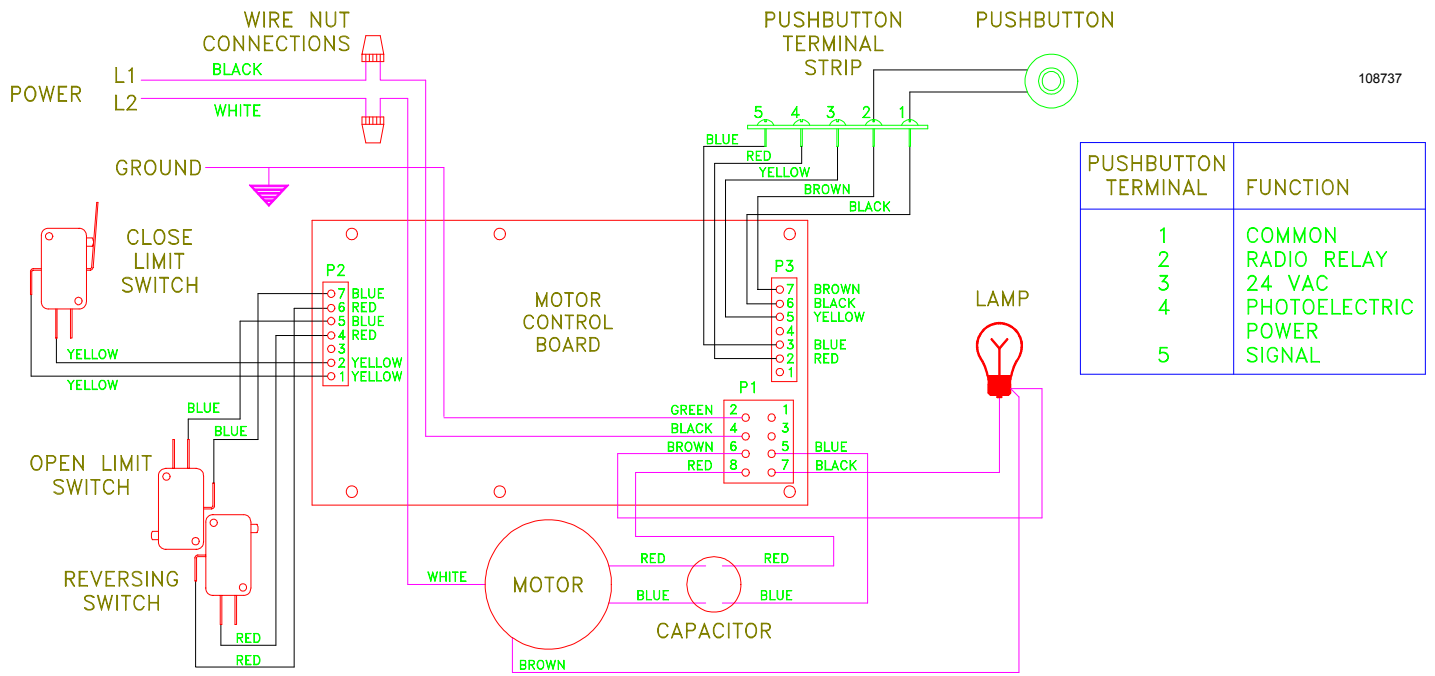 WIRE NUT
CONNECTIONS
PUSHBUTTON
TERMINAL
STRIP
PUSHBUTTON
108737
POWER
L1
BLACK
L2
WHITE
GROUND
5 4 3 2 1
BLUE
RED
YELLOW
BROWN
BLACK
PUSHBUTTON
TERMINAL
FUNCTION
1 COMMON
2 RADIO RELAY
3 24 VAC
4 PHOTOELECTRIC
POWER
5 SIGNAL
CLOSE
LIMIT
SWITCH
P2
7 BLUE
6 RED
5 BLUE
4 RED
3
2 YELLOW
1 YELLOW
YELLOW
YELLOW
MOTOR
CONTROL
BOARD
P3
7 BROWN
6 BLACK
5 YELLOW
4
3 BLUE
2 RED
1
LAMP
P1
GREEN 2 1
BLACK 4 3
BROWN 6 5 BLUE
RED 8 7 BLACK
BLUE
BLUE
OPEN LIMIT
SWITCH
REVERSING
SWITCH
RED
RED
WHITE
MOTOR
RED
RED
BLUE
BLUE
CAPACITOR
BROWN